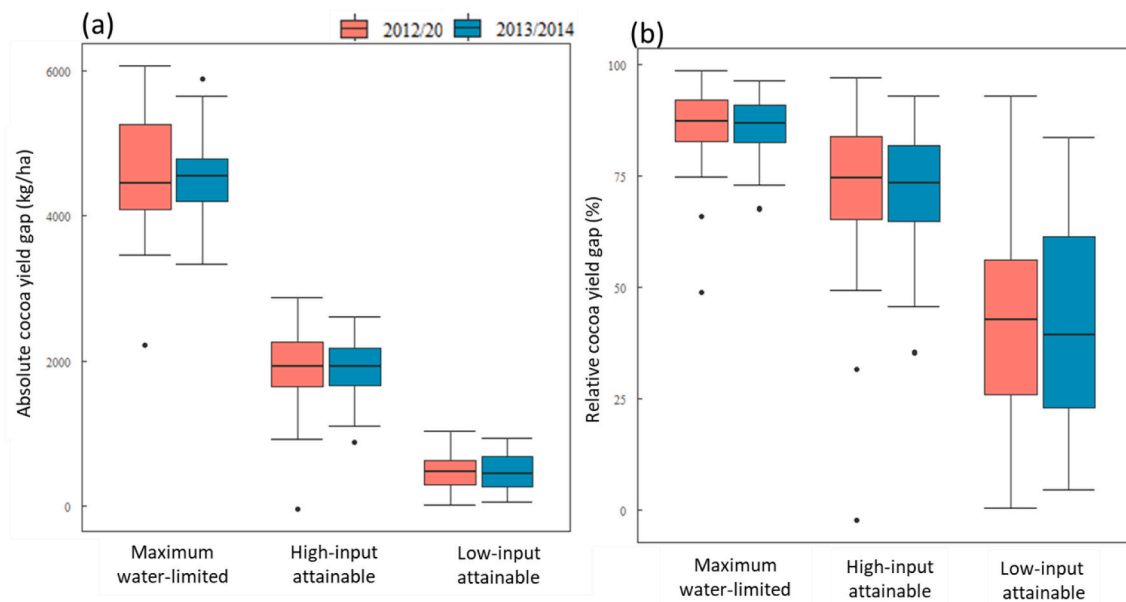 (a)
2012/20
2013/2014
Absolute cocoa yield gap (kg/ha)
6000
4000
2000
0
Maximum
water-limited
High-input
attainable
Low-input
attainable
(b)
Relative cocoa yield gap (%)
100
75
50
25
0
Maximum
water-limited
High-input
attainable
Low-input
attainable